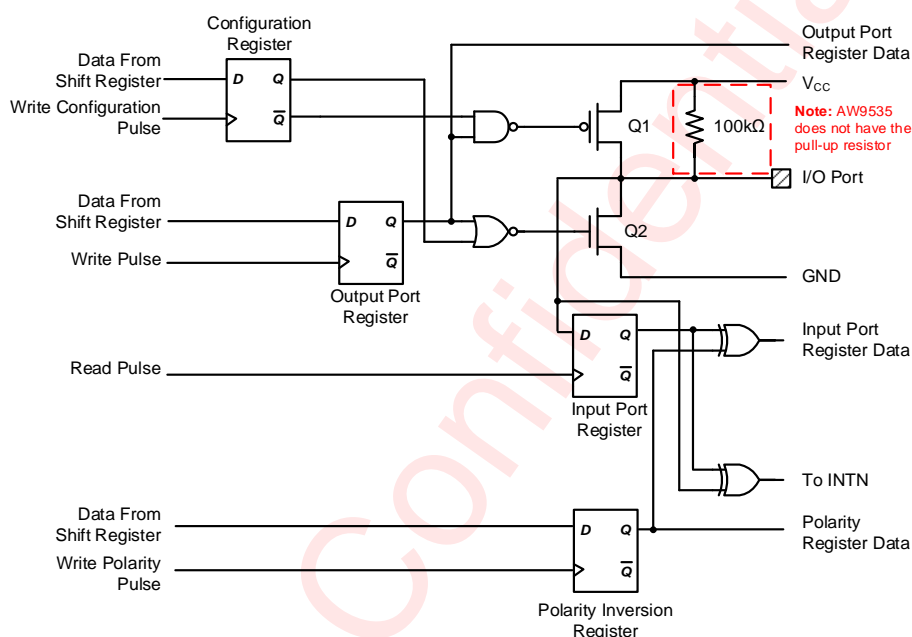 Configuration
Register
Data From
Shift Register
Write Configuration
Pulse
D
Q
Q
Output Port
Register Data
VCC
Q1
100kΩ
Note: AW9535
does not have the
pull-up resistor
I/O Port
Data From
Shift Register
Write Pulse
D
Q
Q
Output Port
Register
Q2
GND
D
Q
Q
Input Port
Register
Read Pulse
Input Port
Register Data
To INTN
Data From
Shift Register
Write Polarity
Pulse
D
Q
Q
Polarity Inversion
Register
Polarity
Register Data
Confidential